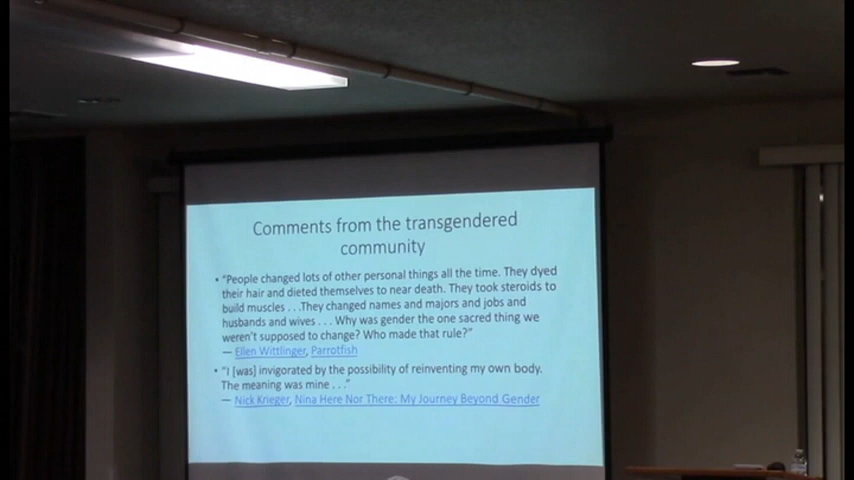 Comments from the transgendered
community
• “People changed lots of other personal things all the time. They dyed
their hair and dieted themselves to near death. They took steroids to
build muscles . . .They changed names and majors and jobs and
husbands and wives . . . Why was gender the one sacred thing we
weren’t supposed to change? Who made that rule?”
— Ellen Wittlinger, Parrotfish
• “I [was] invigorated by the possibility of reinventing my own body.
The meaning was mine . . .”
— Nick Krieger, Nina Here Nor There: My Journey Beyond Gender